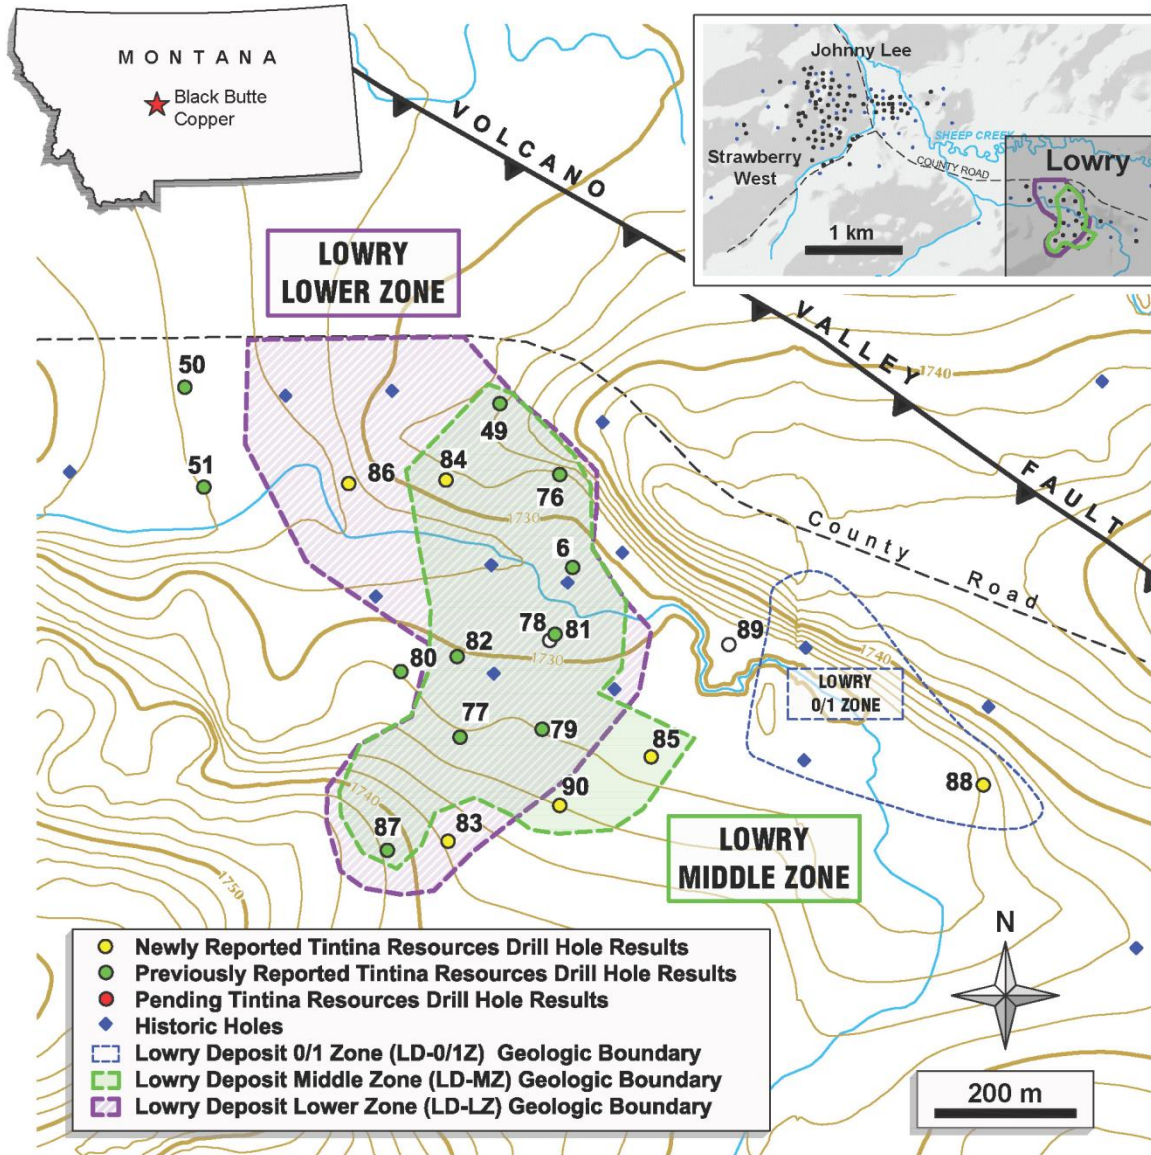 MONTANA
Black Butte
Copper
Johnny Lee
SHEEP CREEK
Strawberry
West
COUNTY ROAD
Lowry
1 km
VOLCANO
VALLEY
FAULT
LOWRY
LOWER ZONE
1740
50
49
51
86
84
76
1730
6
County
Road
78
81
89
82
80
1730
1740
LOWRY
0/1 ZONE
77
79
85
90
88
1740
87
83
1750
LOWRY
MIDDLE ZONE
N
200 m
Newly Reported Tintina Resources Drill Hole Results
Previously Reported Tintina Resources Drill Hole Results
Pending Tintina Resources Drill Hole Results
Historic Holes
Lowry Deposit 0/1 Zone (LD-0/1Z) Geologic Boundary
Lowry Deposit Middle Zone (LD-MZ) Geologic Boundary
Lowry Deposit Lower Zone (LD-LZ) Geologic Boundary